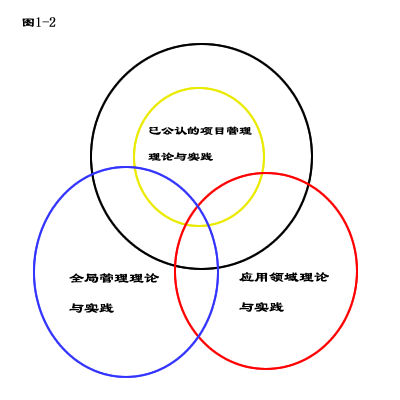 图1-2
已公认的项目管理
理论与实践
全局管理理论
与实践
应用领域理论
与实践